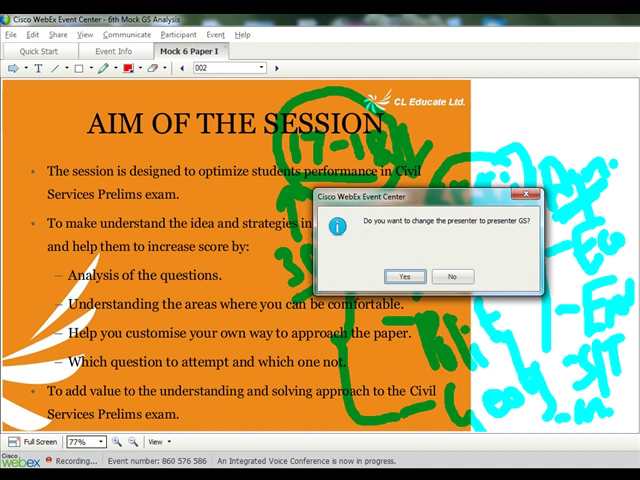 Cisco WebEx Event Center - 6th Mock GS Analysis
File Edit Share View Communicate Participant Event Help
Quick Start Event Info Mock 6 Paper I
002
CL Educate Ltd.
AIM OF THE SESSION
• The session is designed to optimize students performance in Civil
Services Prelims exam.
• To make understand the idea and strategies in
and help them to increase score by:
– Analysis of the questions.
– Understanding the areas where you can be comfortable.
– Help you customise your own way to approach the paper.
– Which question to attempt and which one not.
• To add value to the understanding and solving approach to the Civil
Services Prelims exam.
Cisco WebEx Event Center
Do you want to change the presenter to presenter GS?
Yes No
Full Screen 77% View
Cisco
webex Recording... Event number: 860 576 586 An Integrated Voice Conference is now in progress.